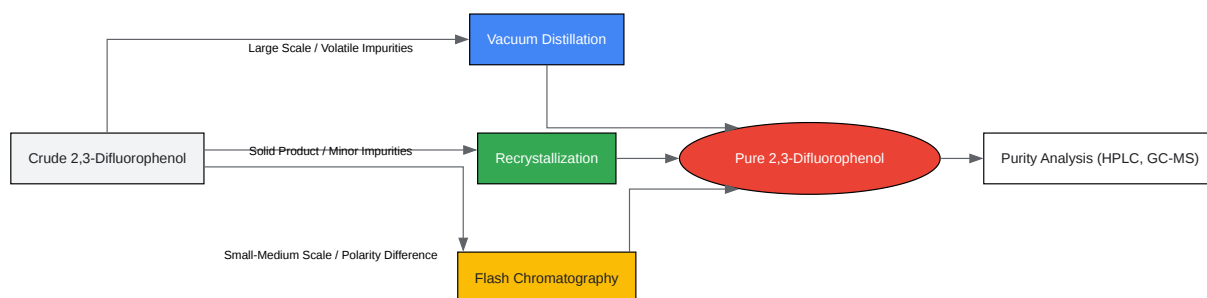 Vacuum Distillation
Large Scale / Volatile Impurities
Crude 2,3-Difluorophenol
Solid Product / Minor Impurities
Recrystallization
Pure 2,3-Difluorophenol
Purity Analysis (HPLC, GC-MS)
Small-Medium Scale / Polarity Difference
Flash Chromatography